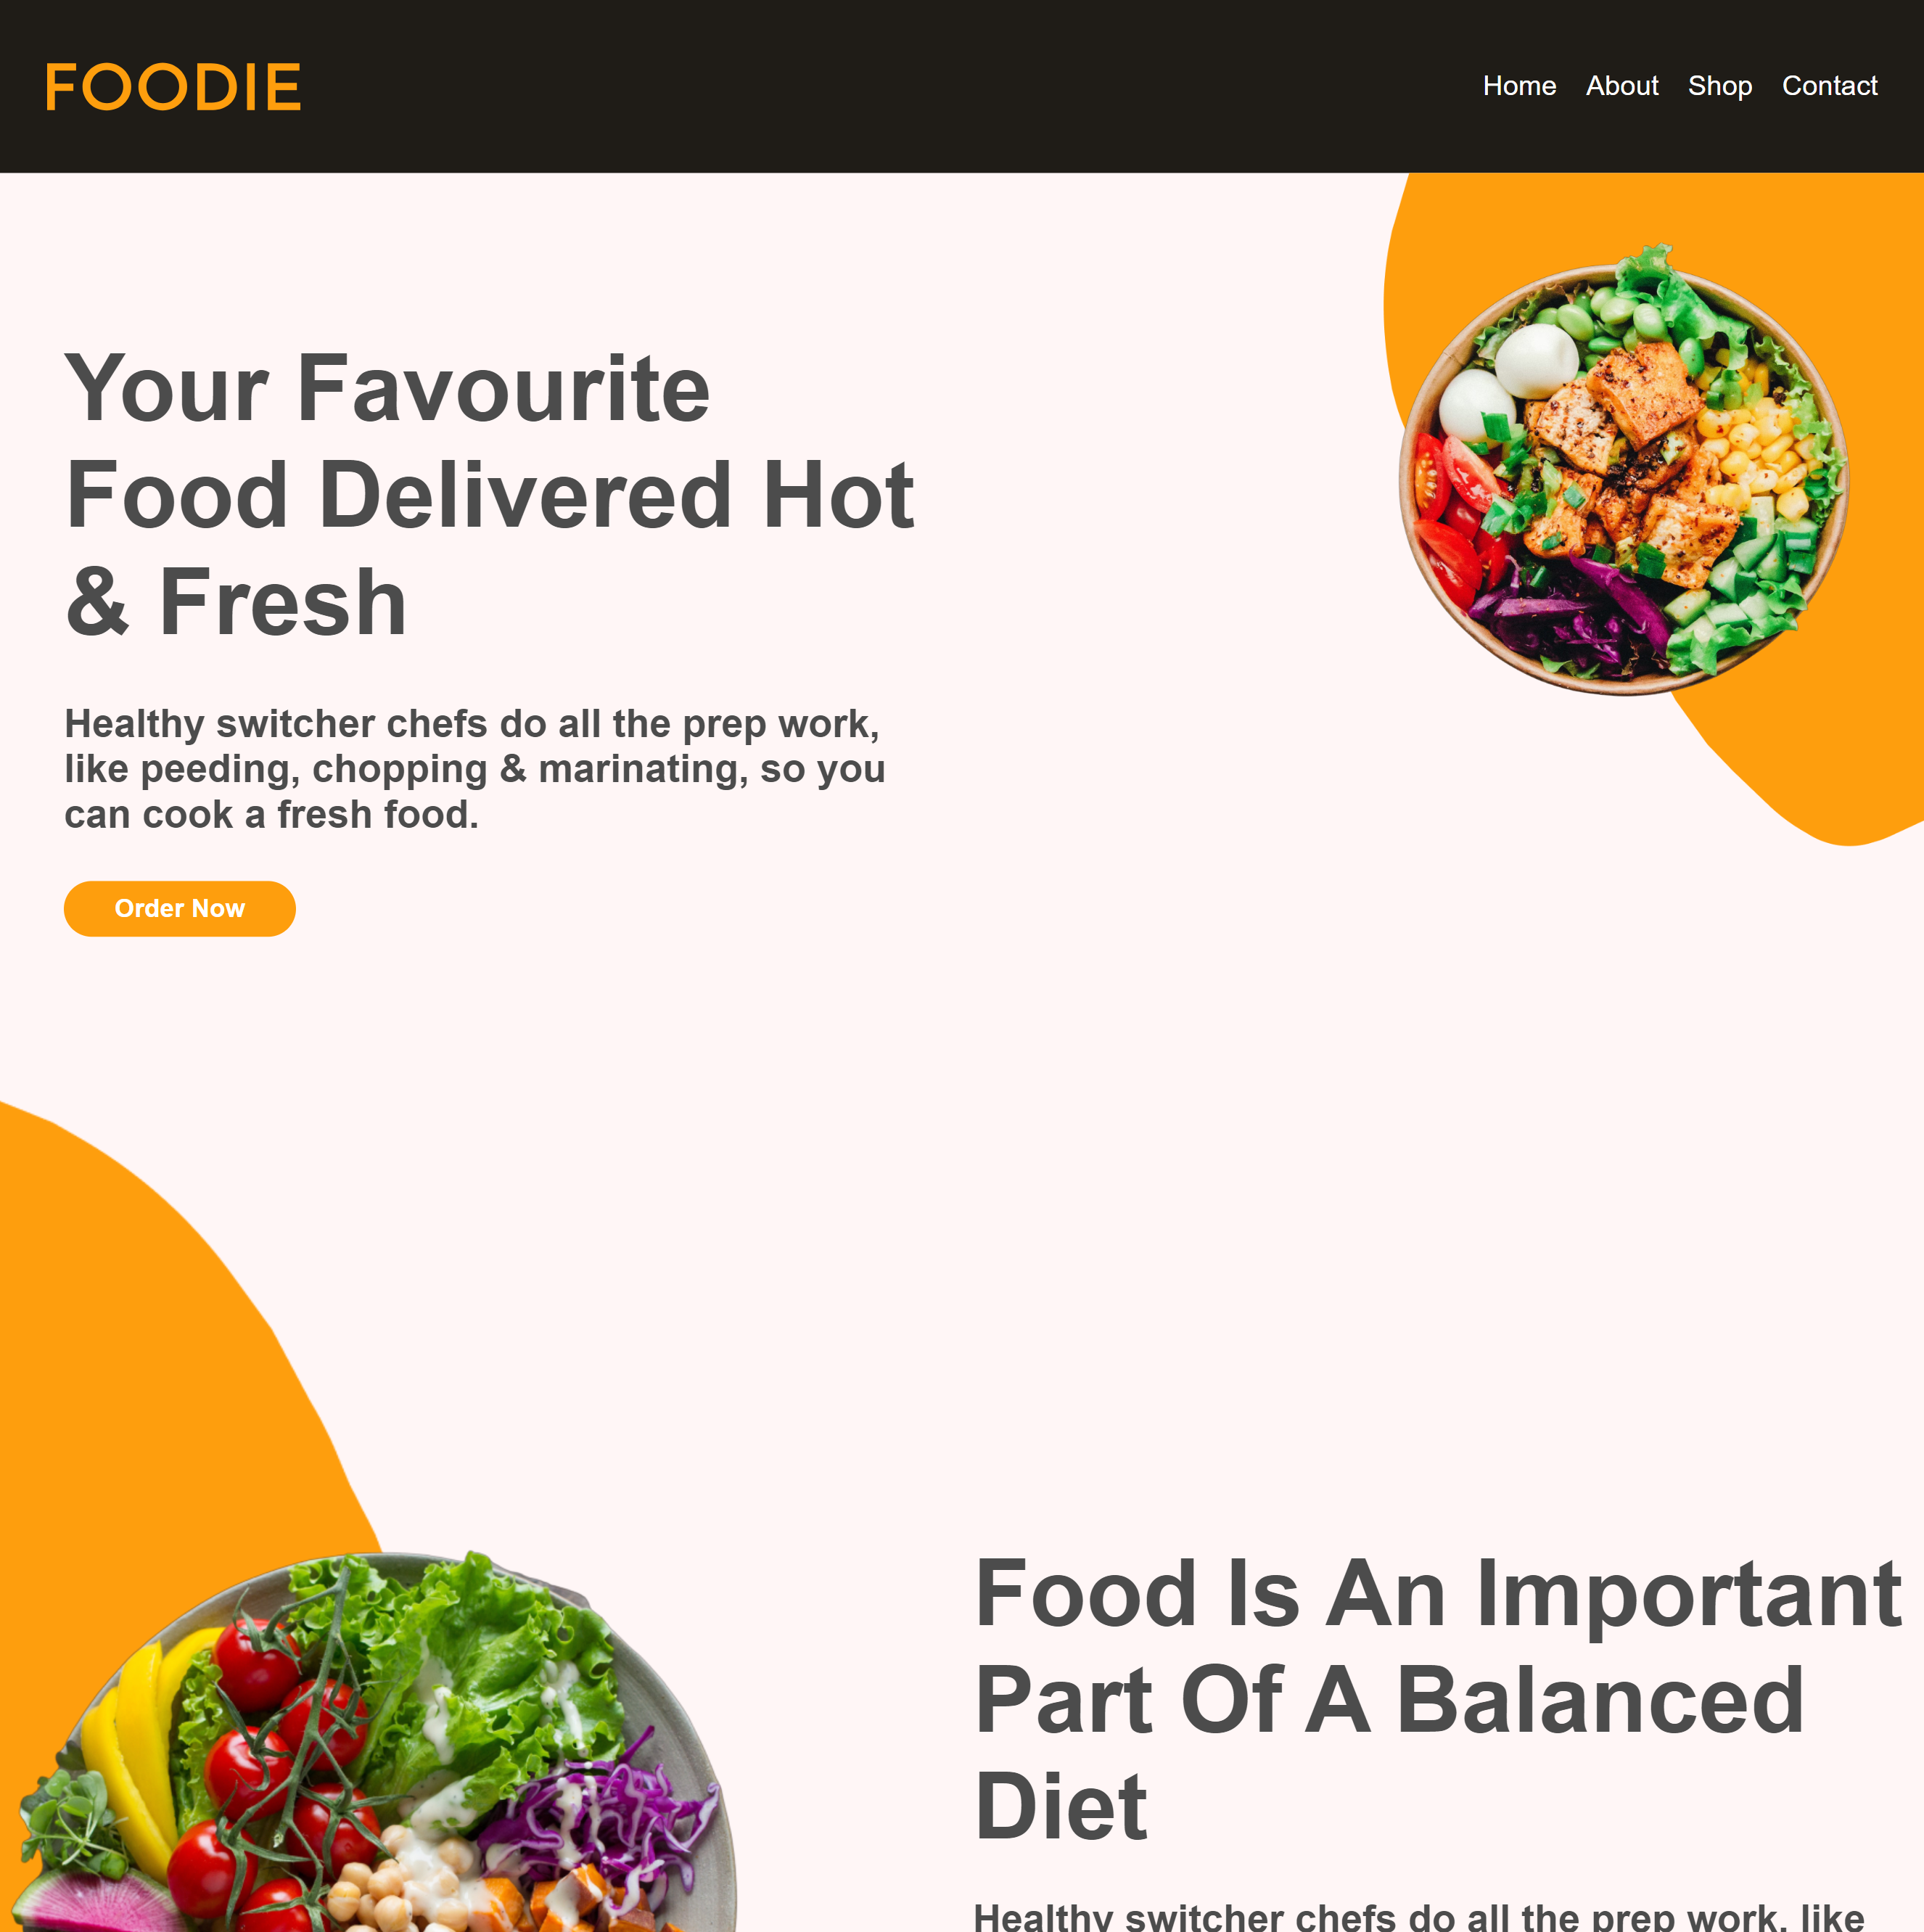 FOODIE
Home About Shop Contact
Your Favourite
Food Delivered Hot
& Fresh
Healthy switcher chefs do all the prep work,
like peeding, chopping & marinating, so you
can cook a fresh food.
Order Now
Food Is An Important
Part Of A Balanced
Diet
Healthy switcher chefs do all the prep work, like